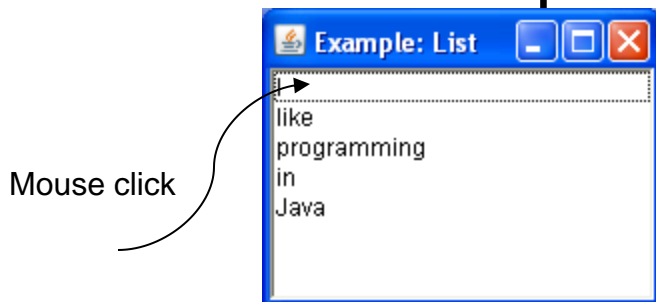 Example: List
I
like
programming
in
Java
Mouse click